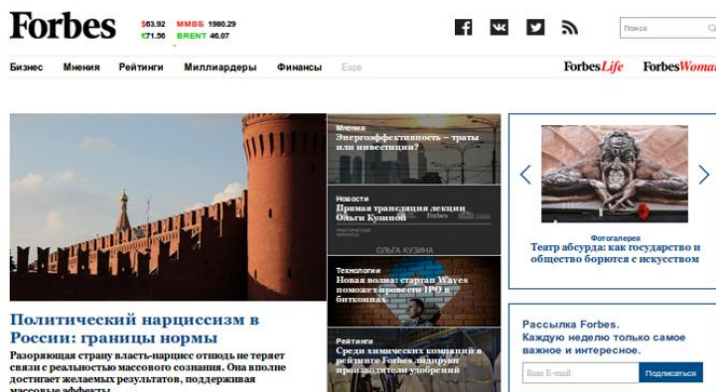 Forbes
$63.92 ММВБ 1980.29
€71.56 BRENT 46.07
Поиск
Бизнес Мнения Рейтинги Миллиардеры Финансы Еще
ForbesLife ForbesWoman
Мнения
Энергоэффективность – траты
или инвестиции?
Новости
Прямая трансляция лекции
Ольги Кузиной
Forbes
ОЛЬГА КУЗИНА
Технологии
Новая волна: стартап Waves
поможет провести IPO в
биткоинах
Рейтинги
Среди химических компаний в
рейтинге Forbes лидируют
производители удобрений
Политический нарциссизм в
России: границы нормы
Разоряющая страну власть-нарцисс отнюдь не теряет
связи с реальностью массового сознания. Она вполне
достигает желаемых результатов, поддерживая
массовые аффекты
Фотогалерея
Театр абсурда: как государство и
общество борются с искусством
Рассылка Forbes.
Каждую неделю только самое
важное и интересное.
Ваш E-mail
Подписаться